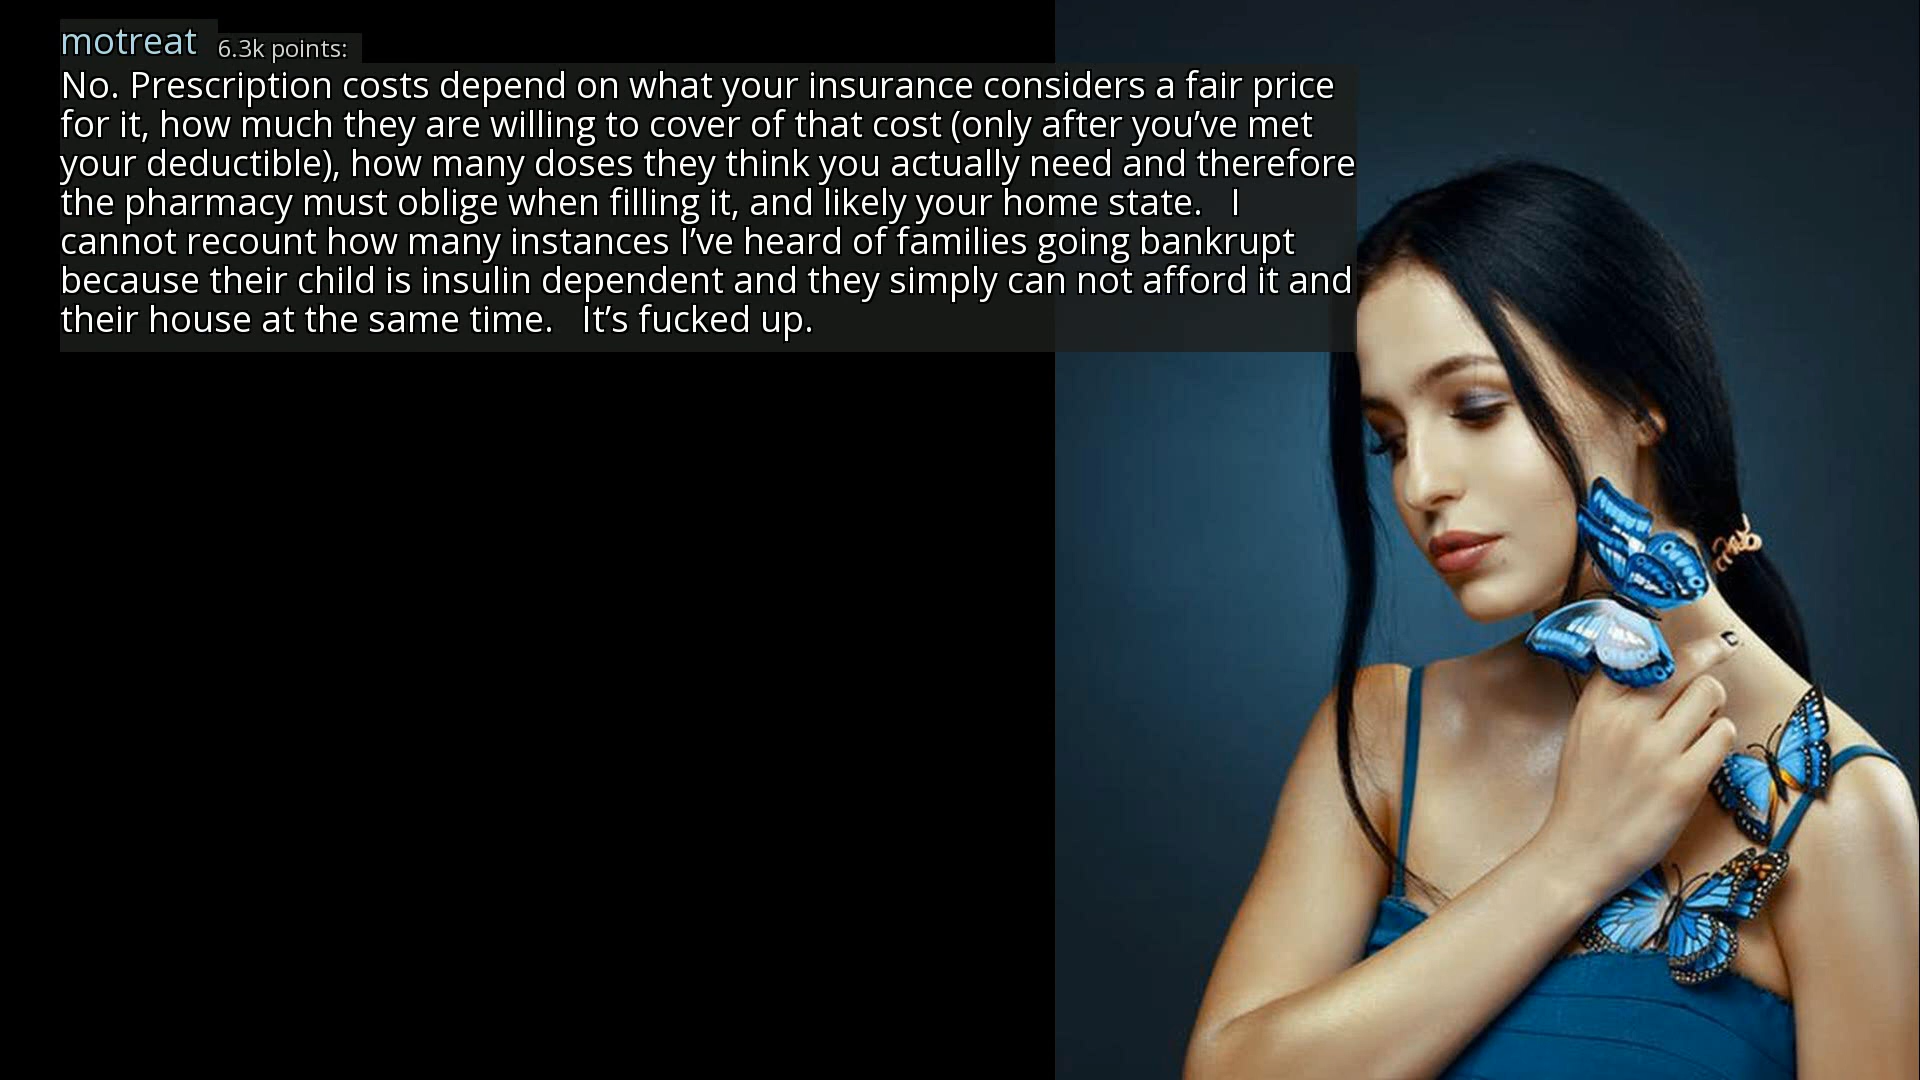 motreat 6.3k points:
No. Prescription costs depend on what your insurance considers a fair price
for it, how much they are willing to cover of that cost (only after you’ve met
your deductible), how many doses they think you actually need and therefore
the pharmacy must oblige when filling it, and likely your home state.   I
cannot recount how many instances I’ve heard of families going bankrupt
because their child is insulin dependent and they simply can not afford it and
their house at the same time.   It’s fucked up.